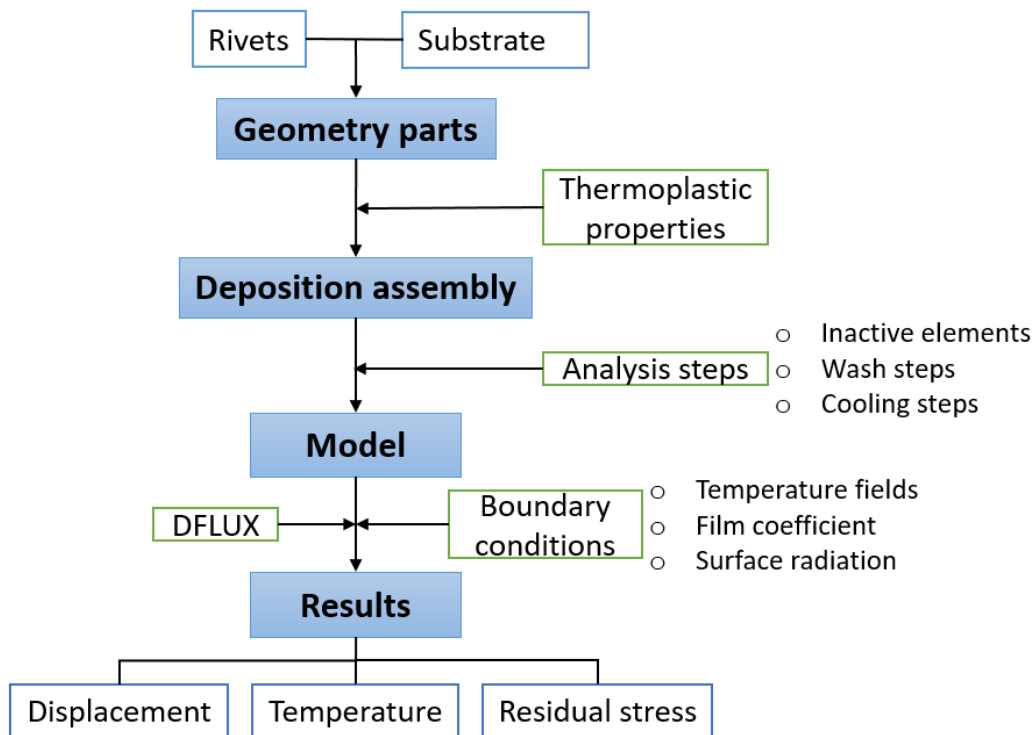 Rivets
Substrate
Geometry parts
Thermoplastic
properties
Deposition assembly
Analysis steps
o Inactive elements
o Wash steps
o Cooling steps
Model
DFLUX
Boundary
conditions
o Temperature fields
o Film coefficient
o Surface radiation
Results
Displacement
Temperature
Residual stress